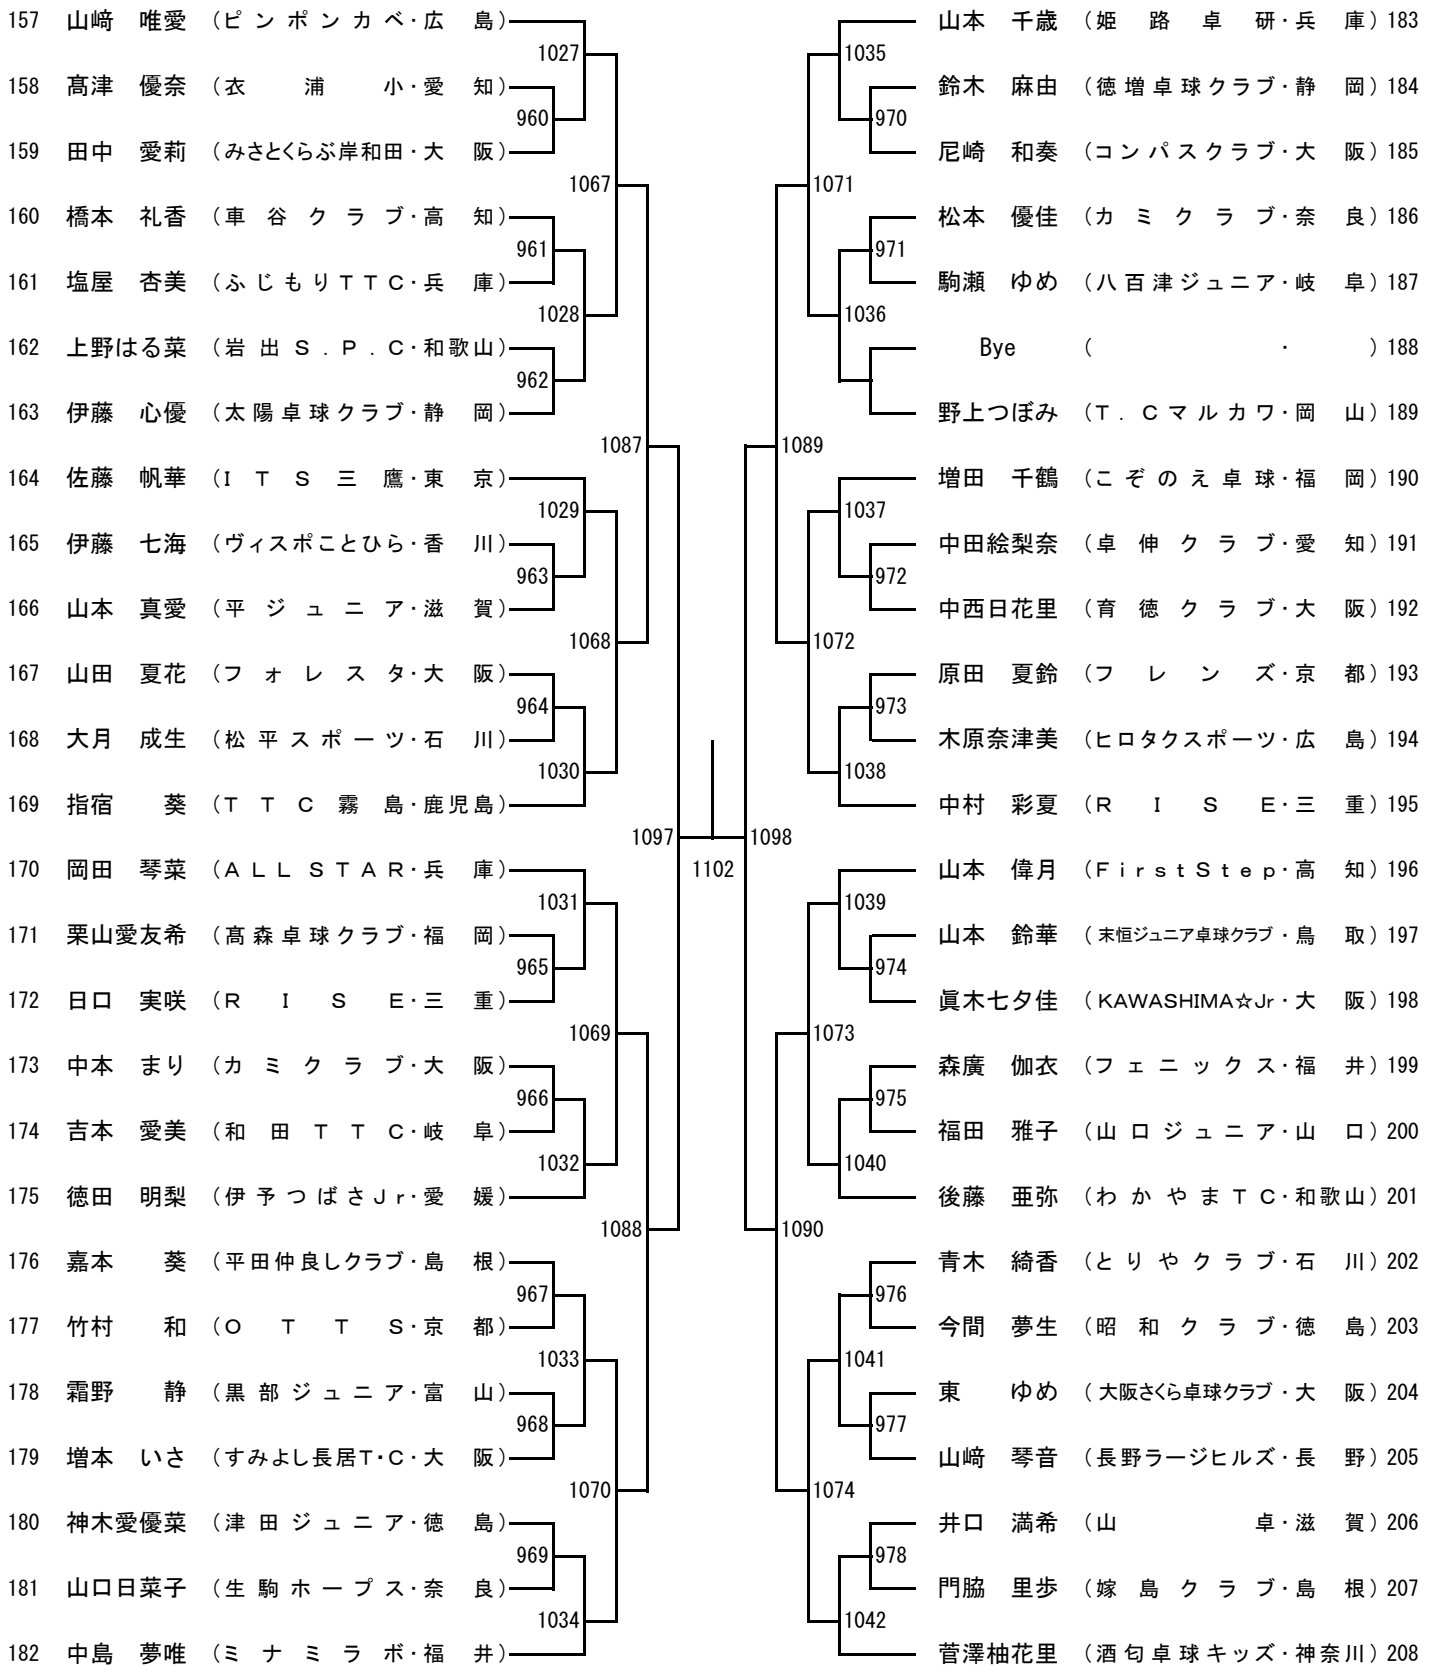 157 山﨑 唯愛 (ピンポンカベ・広 島)
1027
158 髙津 優奈 (衣浦小・愛 知)
960
159 田中 愛莉 (みさとくらぶ岸和田・大 阪)
1067
160 橋本 礼香 (車谷クラブ・高 知)
961
161 塩屋 杏美 (ふじもりTTC・兵 庫)
1028
162 上野はる菜 (岩出S.P.C・和歌山)
962
163 伊藤 心優 (太陽卓球クラブ・静 岡)
1087
164 佐藤 帆華 (ITS三鷹・東 京)
1029
165 伊藤 七海 (ヴィスポことひら・香 川)
963
166 山本 真愛 (平ジュニア・滋 賀)
1068
167 山田 夏花 (フォレスタ・大 阪)
964
168 大月 成生 (松平スポーツ・石 川)
1030
169 指宿 葵 (TTC霧島・鹿児島)
1097
170 岡田 琴菜 (ALL STAR・兵 庫)
1031
171 栗山愛友希 (髙森卓球クラブ・福 岡)
965
172 日口 実咲 (RISE・三 重)
1069
173 中本 まり (カミクラブ・大 阪)
966
174 吉本 愛美 (和田TTC・岐 阜)
1032
175 徳田 明梨 (伊予つばさJr・愛 媛)
1088
176 嘉本 葵 (平田仲良しクラブ・島 根)
967
177 竹村 和 (OTTS・京 都)
1033
178 霜野 静 (黒部ジュニア・富 山)
968
179 増本 いさ (すみよし長居T・C・大 阪)
1070
180 神木愛優菜 (津田ジュニア・徳 島)
969
181 山口日菜子 (生駒ホープス・奈 良)
1034
182 中島 夢唯 (ミナミラボ・福 井)
1102
山本 千歳 (姫路卓研・兵 庫) 183
1035
鈴木 麻由 (徳増卓球クラブ・静 岡) 184
970
尼崎 和奏 (コンパスクラブ・大 阪) 185
1071
松本 優佳 (カミクラブ・奈 良) 186
971
駒瀬 ゆめ (八百津ジュニア・岐 阜) 187
1036
Bye ( ・ ) 188
野上つぼみ (T.Cマルカワ・岡 山) 189
1089
増田 千鶴 (こぞのえ卓球・福 岡) 190
1037
中田絵梨奈 (卓伸クラブ・愛 知) 191
972
中西日花里 (育徳クラブ・大 阪) 192
1072
原田 夏鈴 (フレンズ・京 都) 193
973
木原奈津美 (ヒロタクスポーツ・広 島) 194
1038
中村 彩夏 (RISE・三 重) 195
1098
山本 偉月 (FirstStep・高 知) 196
1039
山本 鈴華 (末恒ジュニア卓球クラブ・鳥 取) 197
974
眞木七夕佳 (KAWASHIMA☆Jr・大 阪) 198
1073
森廣 伽衣 (フェニックス・福 井) 199
975
福田 雅子 (山口ジュニア・山 口) 200
1040
後藤 亜弥 (わかやまTC・和歌山) 201
1090
青木 綺香 (とりやクラブ・石 川) 202
976
今間 夢生 (昭和クラブ・徳 島) 203
1041
東 ゆめ (大阪さくら卓球クラブ・大 阪) 204
977
山﨑 琴音 (長野ラージヒルズ・長 野) 205
1074
井口 満希 (山卓・滋 賀) 206
978
門脇 里歩 (嫁島クラブ・島 根) 207
1042
菅澤柚花里 (酒匂卓球キッズ・神奈川) 208